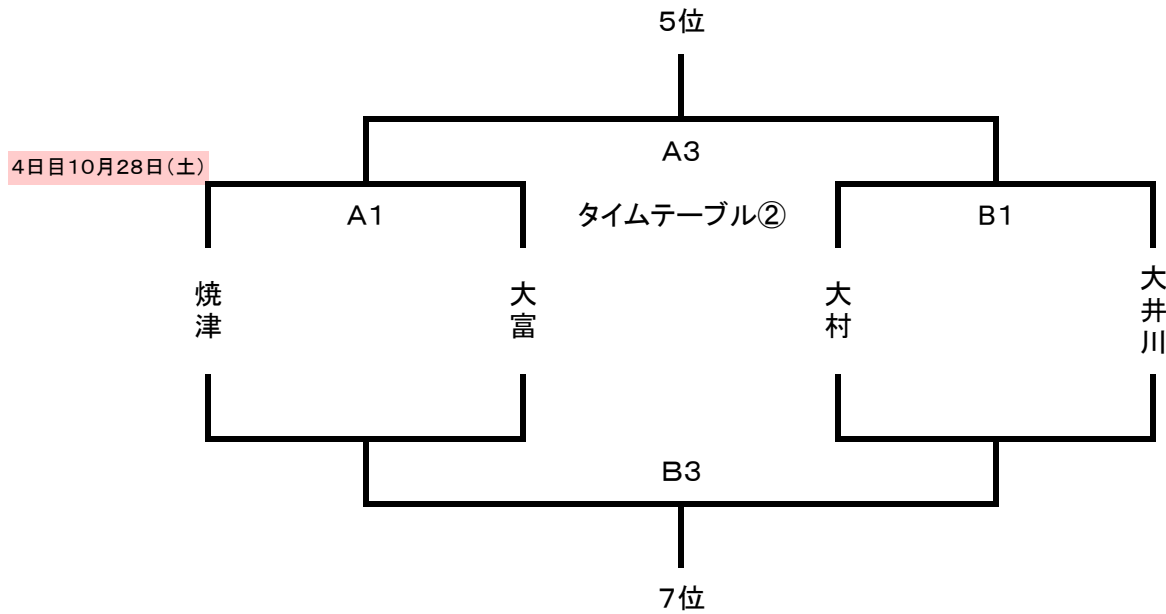 5位
A3
4日目10月28日(土)
A1
タイムテーブル②
B1
焼津
大富
大村
大井川
B3
7位